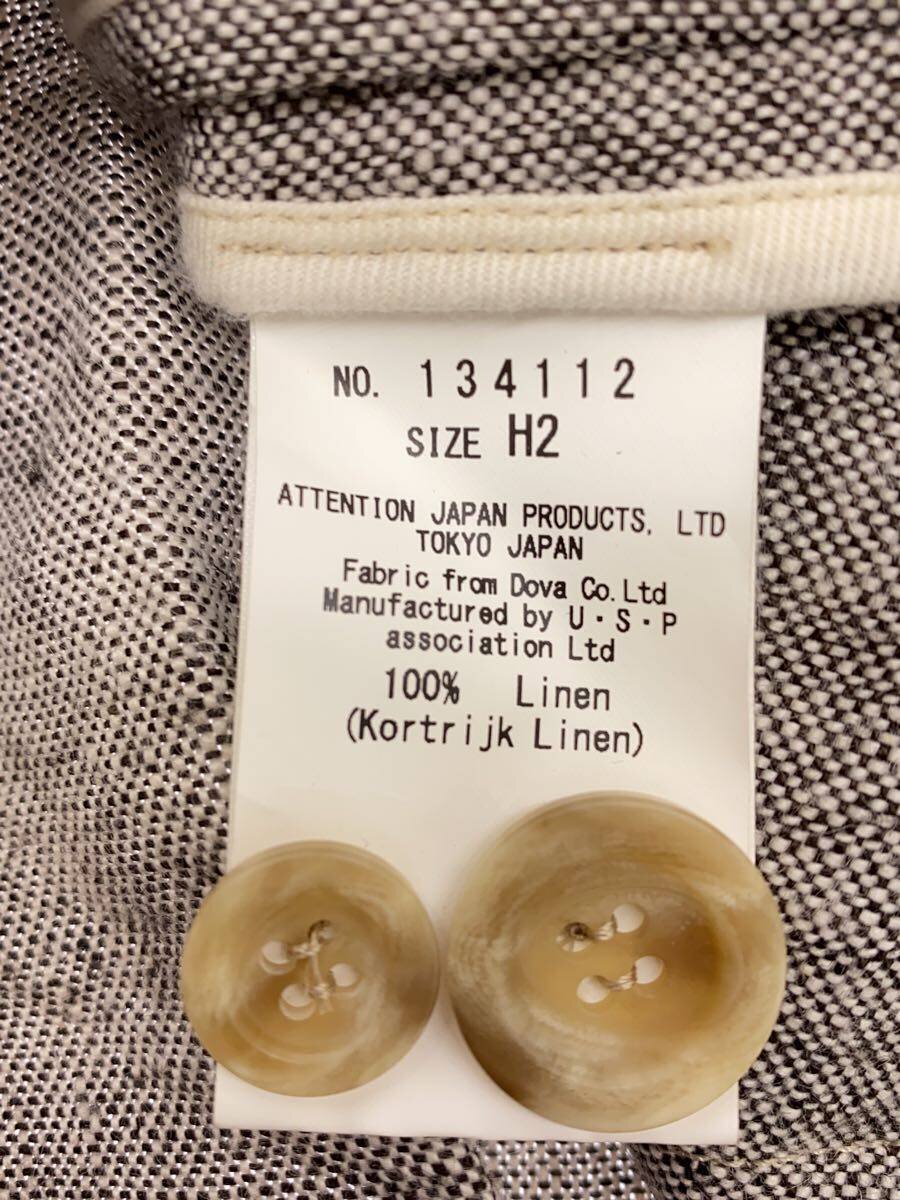 NO. 134112
SIZE H2
ATTENTION JAPAN PRODUCTS, LTD
TOKYO JAPAN
Fabric from Dova Co.Ltd
Manufactured by U・S・P
association Ltd
100% Linen
(Kortrijk Linen)